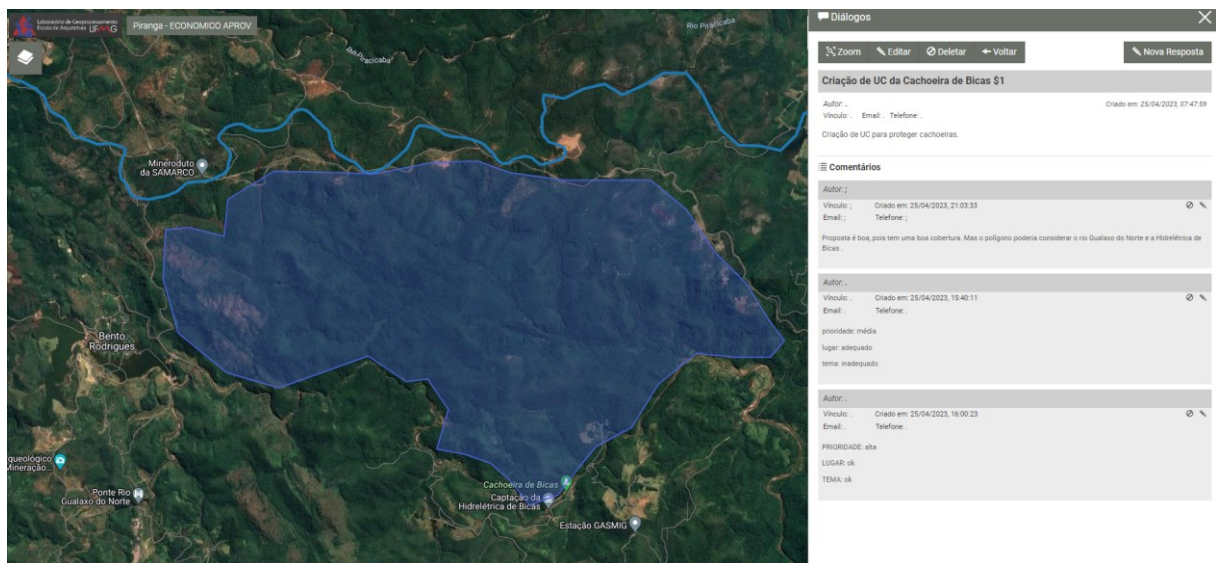 Laboratório de Geoprocessamento
Escola de Arquitetura UFMG
Piranga - ECONOMICO APROV
Rio Piracicaba
Rio Piracicaba
Mineroduto
da SAMARCO
Bento
Rodrigues
queológico
Mineração...
Ponte Rio
Gualaxo do Norte
Cachoeira de Bicas
Captação da
Hidrelétrica de Bicas
Estação GASMIG
Diálogos
Zoom Editar Deletar Voltar Nova Resposta
Criação de UC da Cachoeira de Bicas $1
Autor: . Criado em: 25/04/2023, 07:47:59
Vínculo: . Email: . Telefone: .
Criação de UC para proteger cachoeiras.
Comentários
Autor: ;
Vínculo: ; Criado em: 25/04/2023, 21:03:33
Email: ; Telefone: ;
Proposta é boa, pois tem uma boa cobertura. Mas o polígono poderia considerar o rio Gualaxo do Norte e a Hidrelétrica de
Bicas .
Autor: .
Vínculo: . Criado em: 25/04/2023, 15:40:11
Email: . Telefone: .
prioridade: média
lugar: adequado
tema: inadequado
Autor: .
Vínculo: . Criado em: 25/04/2023, 16:00:23
Email: . Telefone: .
PRIORIDADE: alta
LUGAR: ok
TEMA: ok